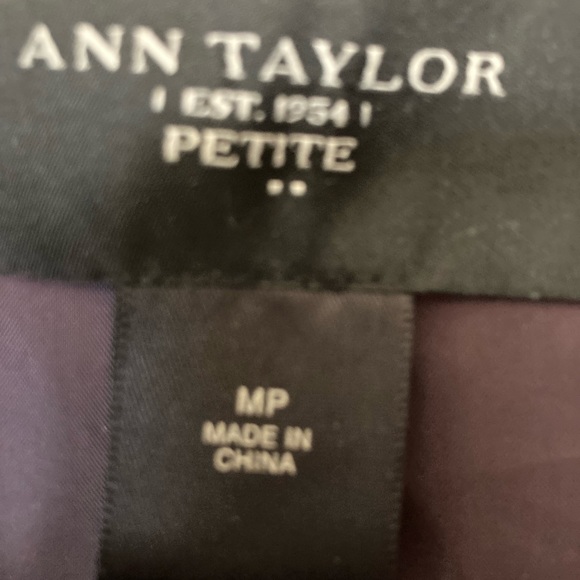 ANN TAYLOR
| EST. 1954 |
PETITE
MP
MADE IN
CHINA